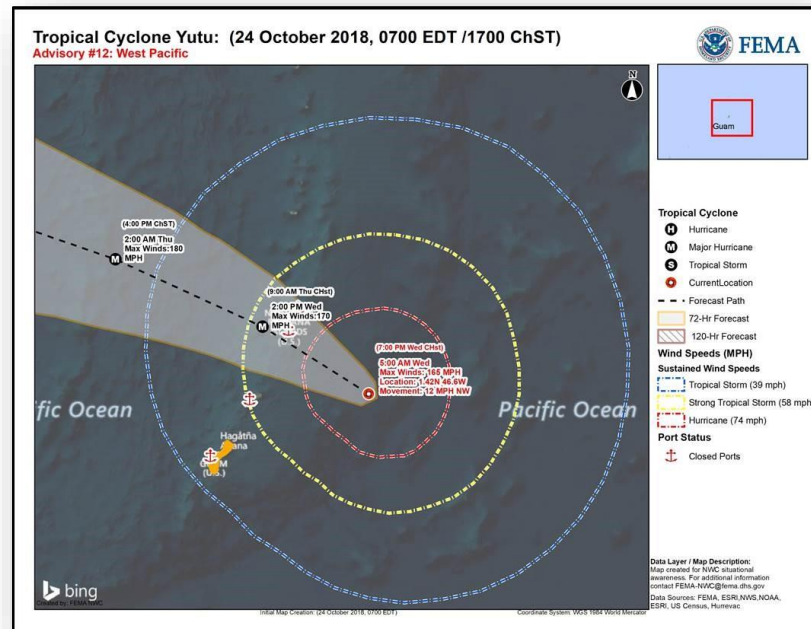 Tropical Cyclone Yutu: (24 October 2018, 0700 EDT /1700 ChST)
Advisory #12: West Pacific
FEMA
N
Guam
(4:00 PM ChST)
2:00 AM Thu
Max Winds:180
MPH
M
(9:00 AM Thu CHst)
2:00 PM Wed
Max Winds:170
MPH
M
(U.S.)
(7:00 PM Wed CHst)
5:00 AM Wed
Max Winds: 165 MPH
Location: 1.42N 46.6W
Movement: 12 MPH NW
fic Ocean
Pacific Ocean
Hagåtña
(U.S.)
Tropical Cyclone
H Hurricane
M Major Hurricane
S Tropical Storm
CurrentLocation
Forecast Path
72-Hr Forecast
120-Hr Forecast
Wind Speeds (MPH)
Sustained Wind Speeds
Tropical Storm (39 mph)
Strong Tropical Storm (58 mph)
Hurricane (74 mph)
Port Status
Closed Ports
Data Layer / Map Description:
Map created for NWC situational
awareness. For additional information
contact FEMA-NWC@fema.dhs.gov
Data Sources: FEMA, ESRI,NWS,NOAA,
ESRI, US Census, Hurrevac
bing
Created by: FEMA NWC
Initial Map Creation: (24 October 2018, 0700 EDT)
Coordinate System: WGS 1984 World Mercator